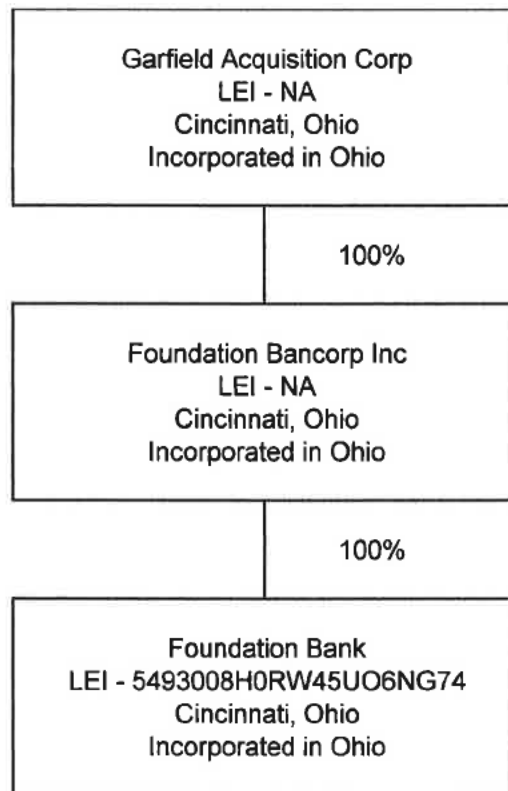 Garfield Acquisition Corp
LEI - NA
Cincinnati, Ohio
Incorporated in Ohio
100%
Foundation Bancorp Inc
LEI - NA
Cincinnati, Ohio
Incorporated in Ohio
100%
Foundation Bank
LEI - 5493008H0RW45UO6NG74
Cincinnati, Ohio
Incorporated in Ohio